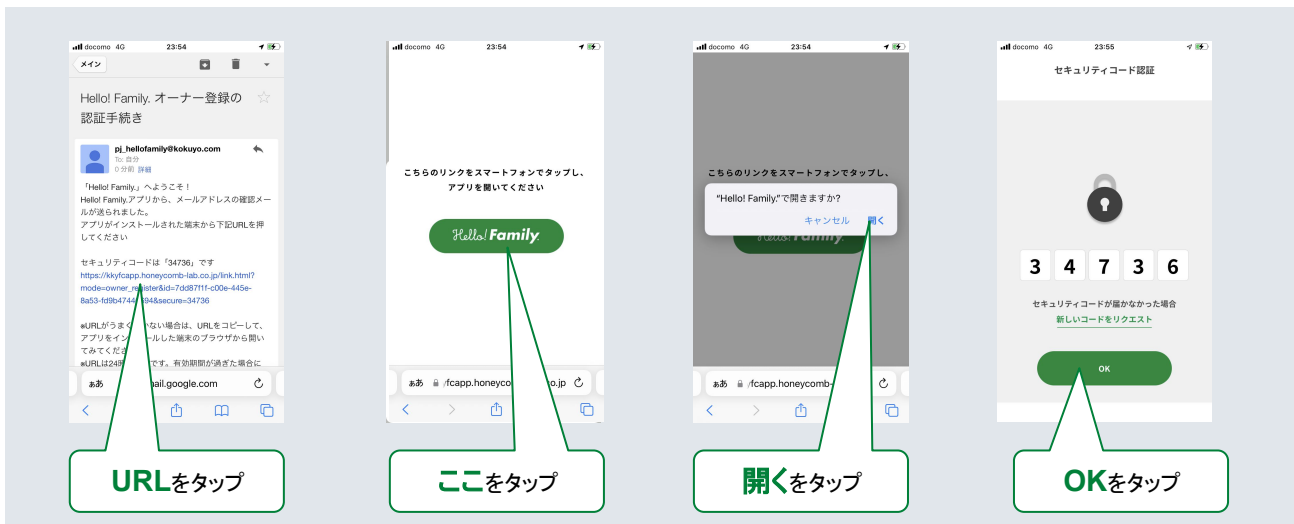 docomo 4G 23:54
メイン
Hello! Family. オーナー登録の
認証手続き
pj_hellofamily@kokuyo.com
To: 自分
0 分前 詳細
「Hello! Family.」へようこそ！
Hello! Family.アプリから、メールアドレスの確認メー
ルが送られました。
アプリがインストールされた端末から下記URLを押
してください
セキュリティコードは「34736」です
https://kkyfcapp.honeycomb-lab.co.jp/link.html?
mode=owner_register&id=7dd87f1f-c00e-445e-
8a53-fd9b4744 694&secure=34736
※URLがうまく かない場合は、URLをコピーして、
アプリをイン ールした端末のブラウザから開い
てみてくださ
※URLは24時 です。有効期間が過ぎた場合に
ぁあ ail.google.com
URLをタップ
docomo 4G 23:54
こちらのリンクをスマートフォンでタップし、
アプリを開いてください
Hello! Family.
ぁあ /fcapp.honeyco o.jp
ここをタップ
docomo 4G 23:54
こちらのリンクをスマートフォンでタップし、
"Hello! Family."で開きますか?
キャンセル 開く
Hello! Family.
ぁあ /fcapp.honeycomb-
開くをタップ
docomo 4G 23:55
セキュリティコード認証
3 4 7 3 6
セキュリティコードが届かなかった場合
新しいコードをリクエスト
OK
OKをタップ